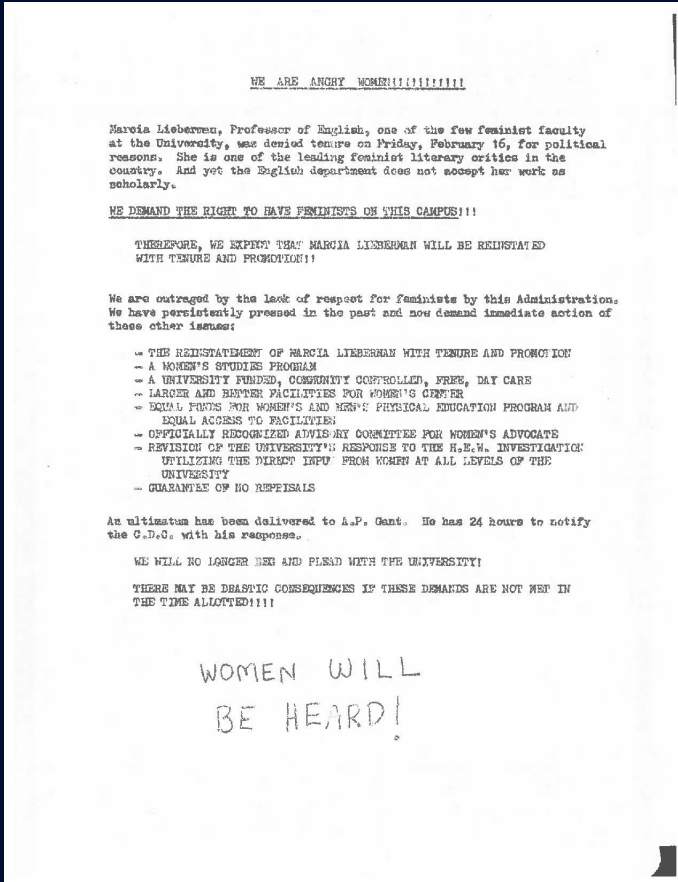 WE ARE ANGRY WOMEN!!!!!!!!!!!!!
Marcia Lieberman, Professor of English, one of the few feminist faculty
at the University, was denied tenure on Friday, February 16, for political
reasons. She is one of the leading feminist literary critics in the
country. And yet the English department does not accept her work as
scholarly.
WE DEMAND THE RIGHT TO HAVE FEMINISTS ON THIS CAMPUS!!!
THEREFORE, WE EXPECT THAT MARCIA LIEBERMAN WILL BE REINSTATED
WITH TENURE AND PROMOTION!!
We are outraged by the lack of respect for feminists by this Administration.
We have persistently pressed in the past and now demand immediate action of
these other issues:
- THE REINSTATEMENT OF MARCIA LIEBERMAN WITH TENURE AND PROMOTION
- A WOMEN'S STUDIES PROGRAM
- A UNIVERSITY FUNDED, COMMUNITY CONTROLLED, FREE, DAY CARE
- LARGER AND BETTER FACILITIES FOR WOMEN'S CENTER
- EQUAL FUNDS FOR WOMEN'S AND MEN'S PHYSICAL EDUCATION PROGRAM AND
EQUAL ACCESS TO FACILITIES
- OFFICIALLY RECOGNIZED ADVISORY COMMITTEE FOR WOMEN'S ADVOCATE
- REVISION OF THE UNIVERSITY'S RESPONSE TO THE H.E.W. INVESTIGATION
UTILIZING THE DIRECT INPUT FROM WOMEN AT ALL LEVELS OF THE
UNIVERSITY
- GUARANTEE OF NO REPRISALS
An ultimatum has been delivered to A.P. Gant. He has 24 hours to notify
the C.D.C. with his response.
WE WILL NO LONGER BEG AND PLEAD WITH THE UNIVERSITY!
THERE MAY BE DRASTIC CONSEQUENCES IF THESE DEMANDS ARE NOT MET IN
THE TIME ALLOTTED!!!!
WOMEN WILL
BE HEARD!